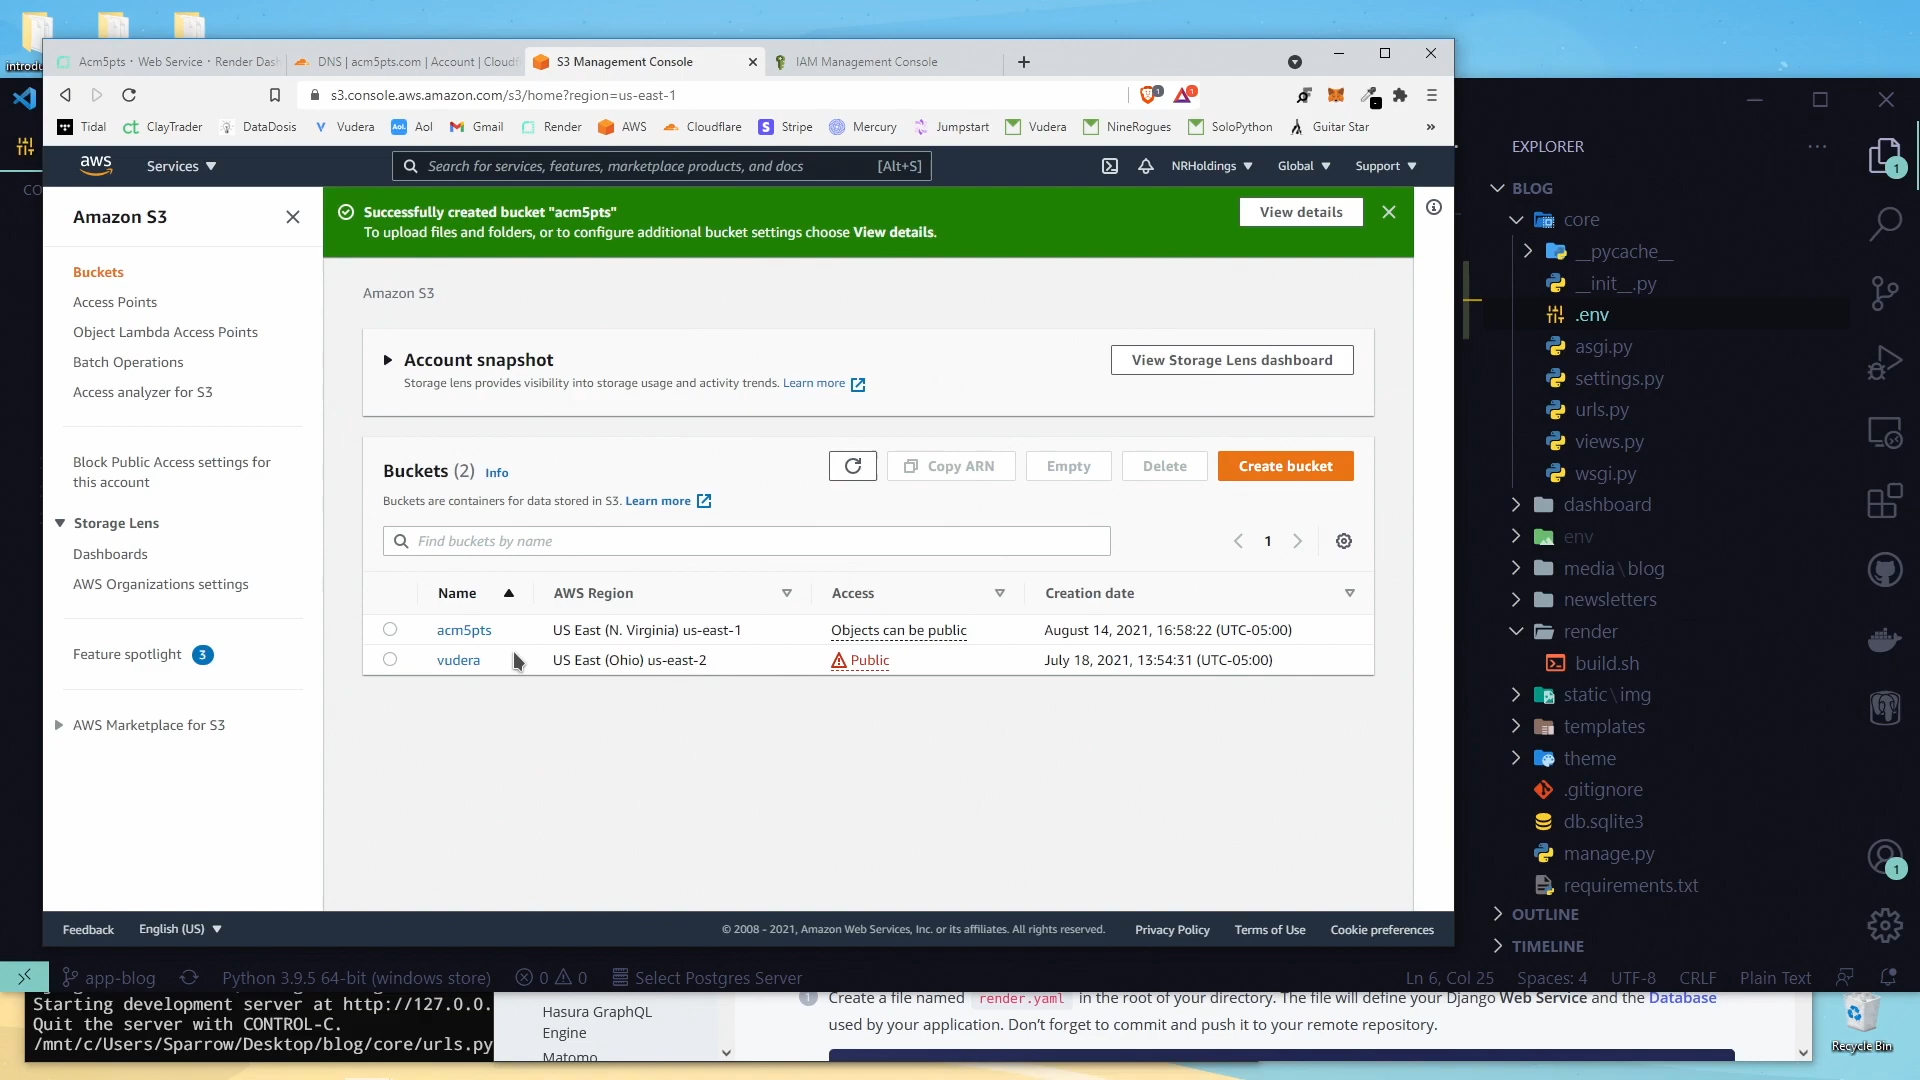 introdu
Acm5pts · Web Service · Render Das
DNS | acm5pts.com | Account | Cloudf
S3 Management Console
IAM Management Console
s3.console.aws.amazon.com/s3/home?region=us-east-1
1
1
Tidal
ClayTrader
DataDosis
Vudera
Aol.
Aol
Gmail
Render
AWS
Cloudflare
Stripe
Mercury
Jumpstart
Vudera
NineRogues
SoloPython
Guitar Star
»
aws
Services
Search for services, features, marketplace products, and docs
[Alt+S]
NRHoldings
Global
Support
CO
Amazon S3
Buckets
Access Points
Object Lambda Access Points
Batch Operations
Access analyzer for S3
Block Public Access settings for
this account
Storage Lens
Dashboards
AWS Organizations settings
Feature spotlight 3
AWS Marketplace for S3
Successfully created bucket "acm5pts"
To upload files and folders, or to configure additional bucket settings choose View details.
View details
Amazon S3
Account snapshot
Storage lens provides visibility into storage usage and activity trends. Learn more
View Storage Lens dashboard
Buckets (2) Info
Copy ARN
Empty
Delete
Create bucket
Buckets are containers for data stored in S3. Learn more
Find buckets by name
1
Name
AWS Region
Access
Creation date
acm5pts
US East (N. Virginia) us-east-1
Objects can be public
August 14, 2021, 16:58:22 (UTC-05:00)
vudera
US East (Ohio) us-east-2
Public
July 18, 2021, 13:54:31 (UTC-05:00)
Feedback
English (US)
© 2008 - 2021, Amazon Web Services, Inc. or its affiliates. All rights reserved.
Privacy Policy
Terms of Use
Cookie preferences
EXPLORER
...
1
BLOG
core
__pycache__
__init__.py
.env
asgi.py
settings.py
urls.py
views.py
wsgi.py
dashboard
env
media\blog
newsletters
render
build.sh
static\img
templates
theme
.gitignore
db.sqlite3
manage.py
requirements.txt
OUTLINE
TIMELINE
1
app-blog
Python 3.9.5 64-bit (windows store)
0
0
Select Postgres Server
Ln 6, Col 25
Spaces: 4
UTF-8
CRLF
Plain Text
Starting development server at http://127.0.0.
Quit the server with CONTROL-C.
/mnt/c/Users/Sparrow/Desktop/blog/core/urls.py
Hasura GraphQL
Engine
Matomo
1
Create a file named render.yaml in the root of your directory. The file will define your Django Web Service and the Database
used by your application. Don't forget to commit and push it to your remote repository.
Recycle Bin